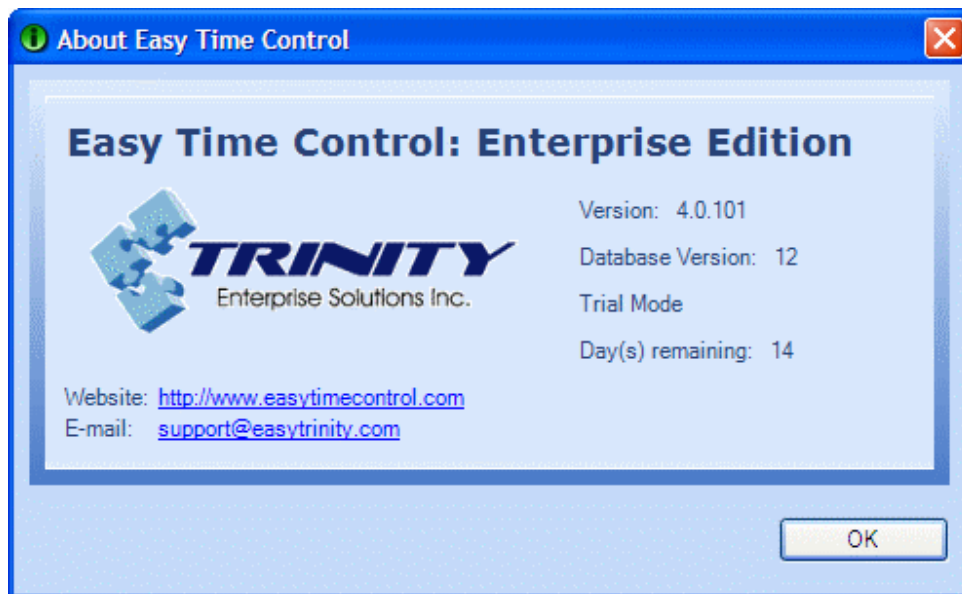 About Easy Time Control
Easy Time Control: Enterprise Edition
TRINITY
Enterprise Solutions Inc.
Version: 4.0.101
Database Version: 12
Trial Mode
Day(s) remaining: 14
Website: http://www.easytimecontrol.com
E-mail: support@easytrinity.com
OK